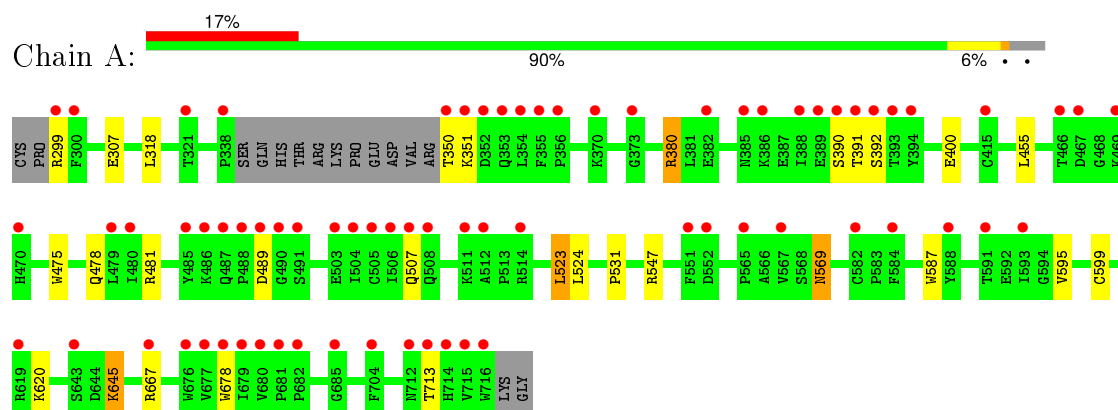 17%
Chain A:
90% 6% • •
CYS PRO R299 F300 E307 L318 T321 P338 SER GLN HIS THR ARG LYS PRO GLU ASP VAL ARG T350 K351 D352 Q353 L354 F355 P356 K370 G373 R380 L381 E382 N385 K386 E387 I388 E389 S390 T391 S392 T393 Y394 E400 C415 L455 T466 D467 G468 K469
H470 W475 Q478 L479 I480 R481 Y485 K486 Q487 P488 D489 G490 S491 E503 I504 C505 I506 Q507 Q508 K511 A512 P513 R514 L523 L524 P531 R547 F551 D552 P565 A566 V567 S568 N569 C582 P583 F584 W587 Y588 T591 E592 I593 G594 V595 C599
R619 K620 S643 D644 K645 R667 W676 V677 W678 I679 V680 P681 P682 G685 F704 N712 T713 H714 V715 W716 LYS GLY